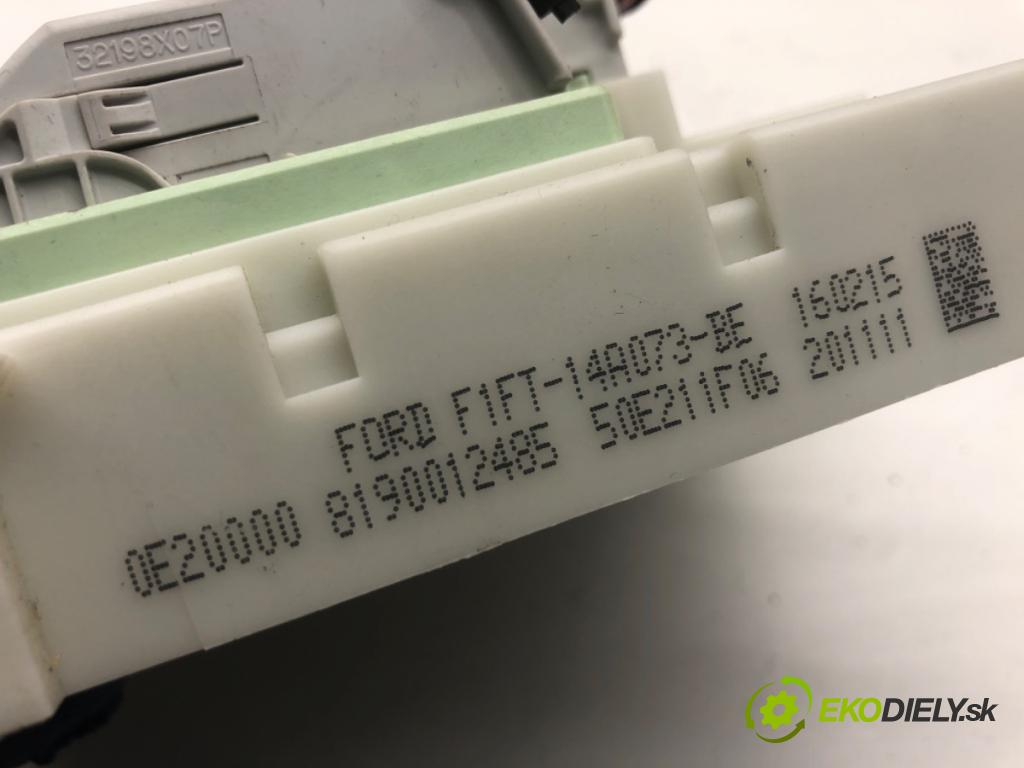 32198X07P
FORD F1FT-14A073-BE 160215
0E20000 8190012485 50E211F06 201111
EKODIELY.sk